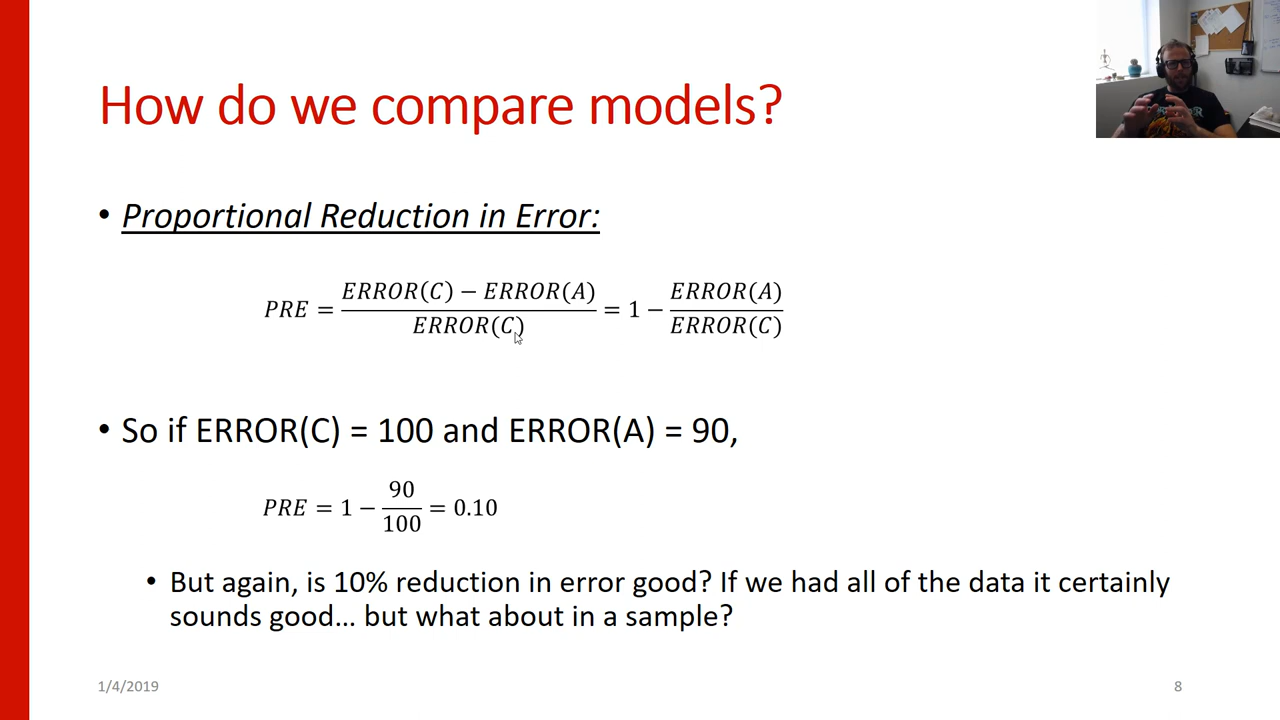 How do we compare models?
• Proportional Reduction in Error:
PRE = \frac{ERROR(C) − ERROR(A)}{ERROR(C)} = 1 − \frac{ERROR(A)}{ERROR(C)}
• So if ERROR(C) = 100 and ERROR(A) = 90,
PRE = 1 − \frac{90}{100} = 0.10
• But again, is 10% reduction in error good? If we had all of the data it certainly
sounds good... but what about in a sample?
1/4/2019
8